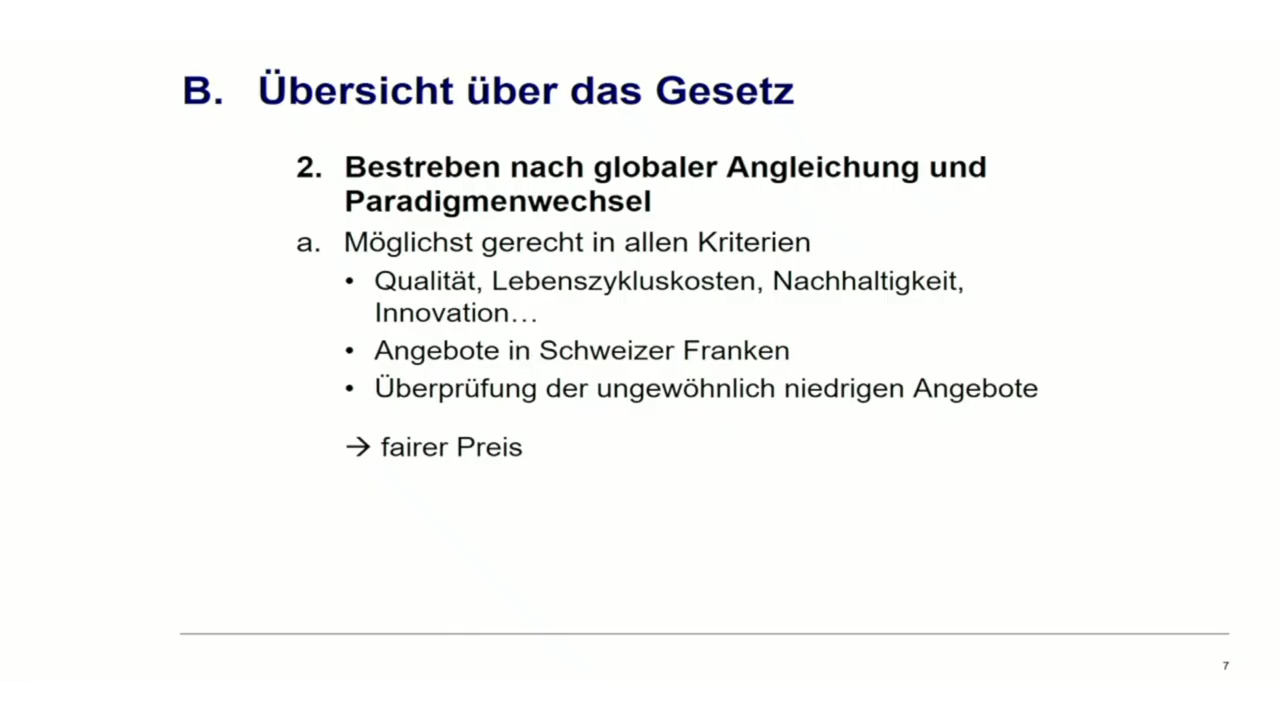 B. Übersicht über das Gesetz
2. Bestreben nach globaler Angleichung und
Paradigmenwechsel
a. Möglichst gerecht in allen Kriterien
• Qualität, Lebenszykluskosten, Nachhaltigkeit,
Innovation…
• Angebote in Schweizer Franken
• Überprüfung der ungewöhnlich niedrigen Angebote
→ fairer Preis
7